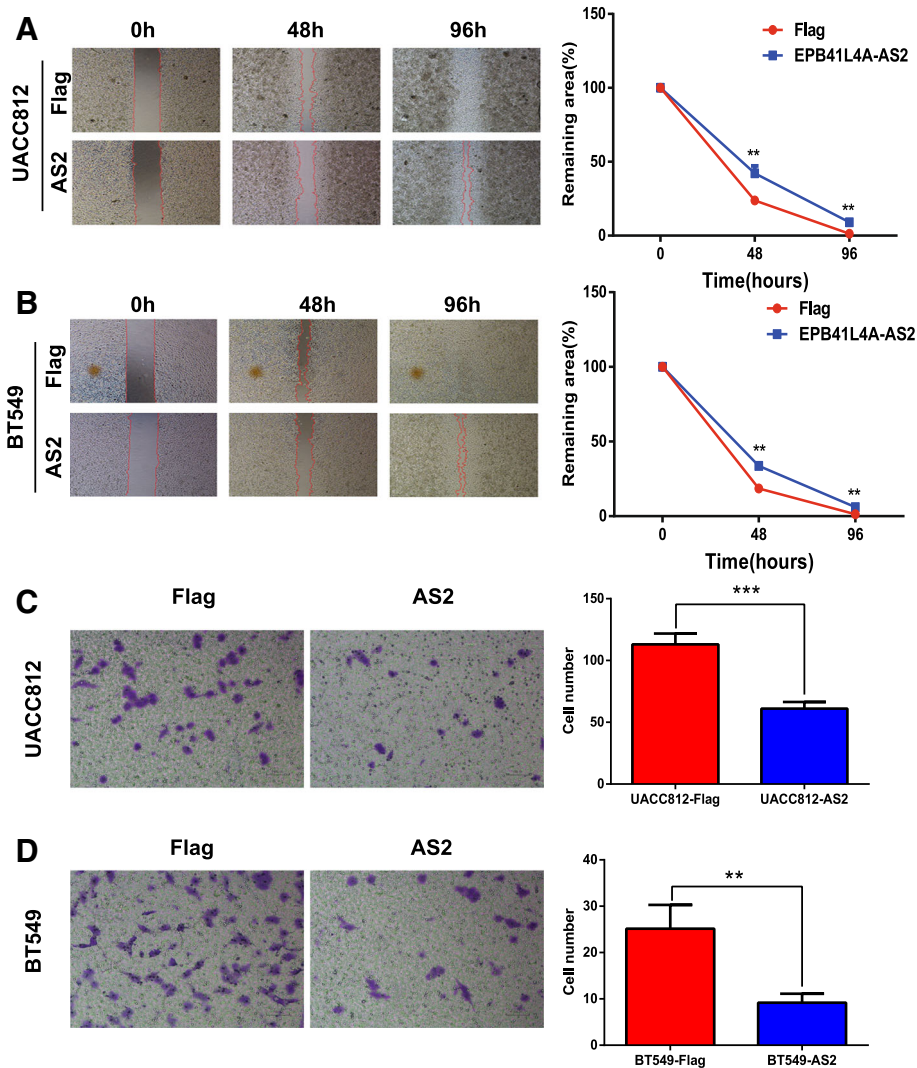 A
0h
48h
96h
UACC812
Flag
AS2
Remaining area(%)
150
100
50
0
0
48
96
Time(hours)
Flag
EPB41L4A-AS2
**
**
B
0h
48h
96h
BT549
Flag
AS2
Remaining area(%)
150
100
50
0
0
48
96
Time(hours)
Flag
EPB41L4A-AS2
**
**
C
Flag
AS2
UACC812
Cell number
150
100
50
0
***
UACC812-Flag
UACC812-AS2
D
Flag
AS2
BT549
Cell number
40
30
20
10
0
**
BT549-Flag
BT549-AS2